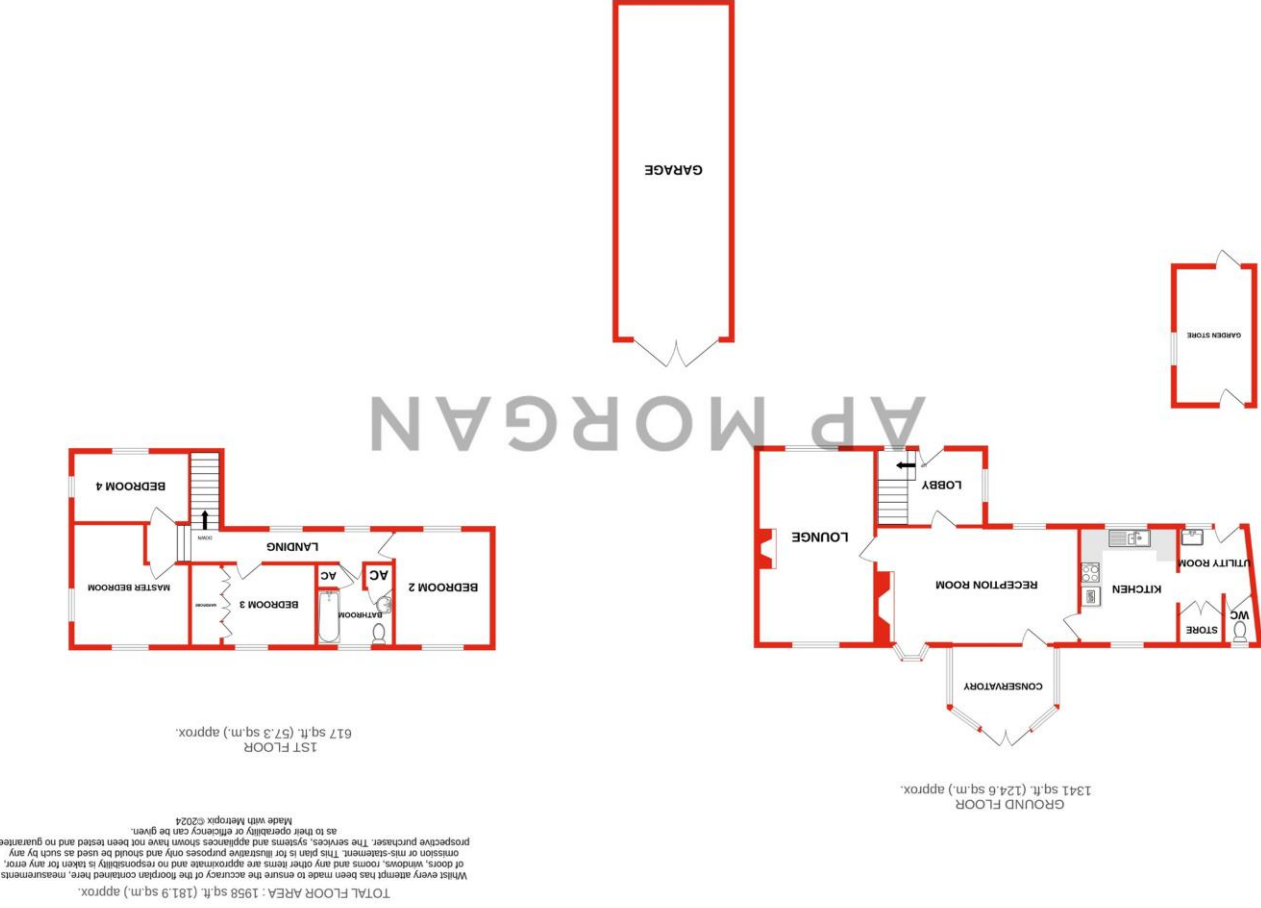 TOTAL FLOOR AREA : 1958 sq.ft. (181.9 sq.m.) approx.
Whilst every attempt has been made to ensure the accuracy of the floorplan contained here, measurements
of doors, windows, rooms and any other items are approximate and no responsibility is taken for any error,
omission or mis-statement. This plan is for illustrative purposes only and should be used as such by any
prospective purchaser. The services, systems and appliances shown have not been tested and no guarantee
as to their operability or efficiency can be given.
Made with Metropix ©2024
GROUND FLOOR
1341 sq.ft. (124.6 sq.m.) approx.
1ST FLOOR
617 sq.ft. (57.3 sq.m.) approx.
CONSERVATORY
WC
STORE
UTILITY ROOM
KITCHEN
RECEPTION ROOM
LOUNGE
LOBBY
UP
BEDROOM 2
BATHROOM
AC
AC
BEDROOM 3
MASTER BEDROOM
LANDING
DOWN
BEDROOM 4
AP MORGAN
GARDEN STORE
GARAGE